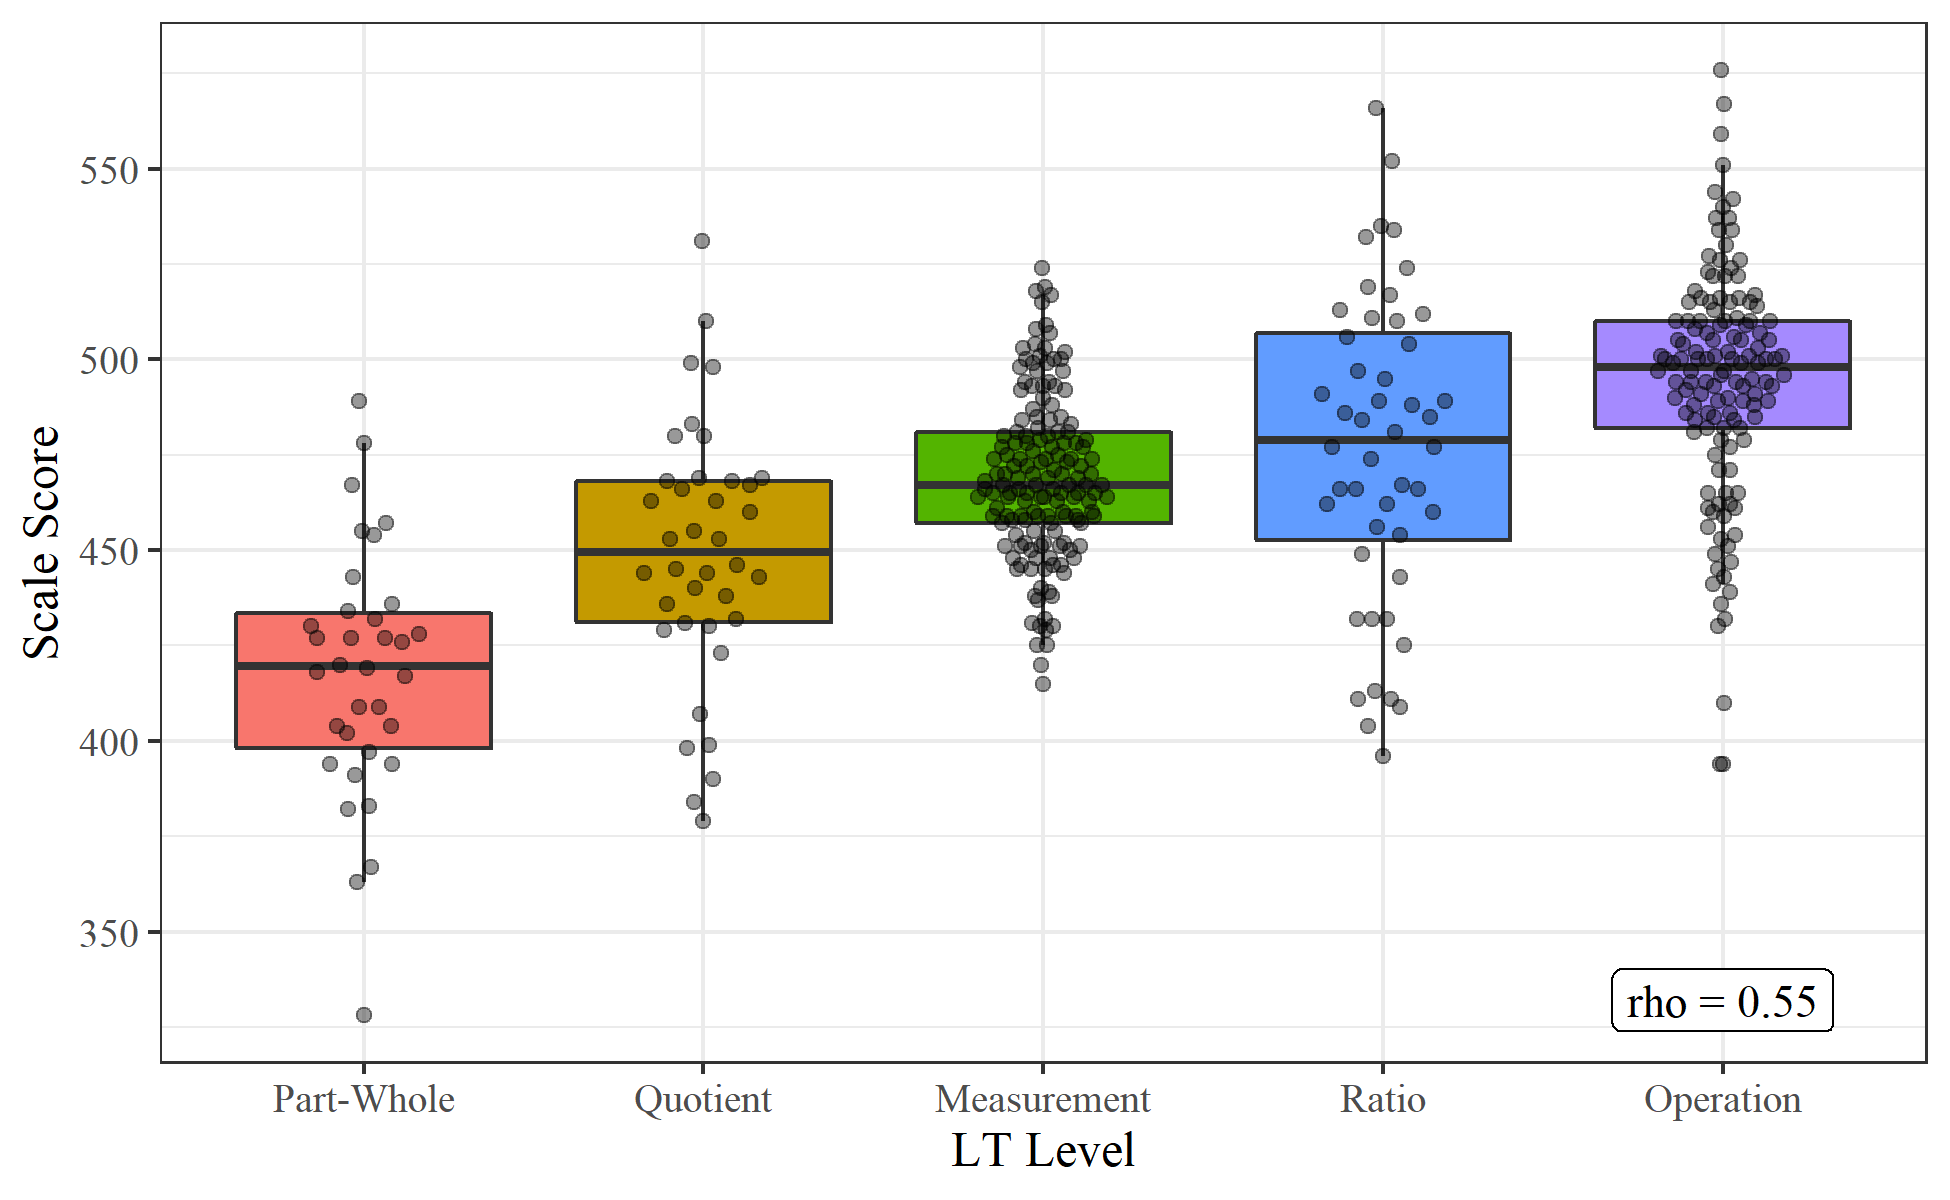 Scale Score
550
500
450
400
350
rho = 0.55
Part-Whole
Quotient
Measurement
Ratio
Operation
LT Level